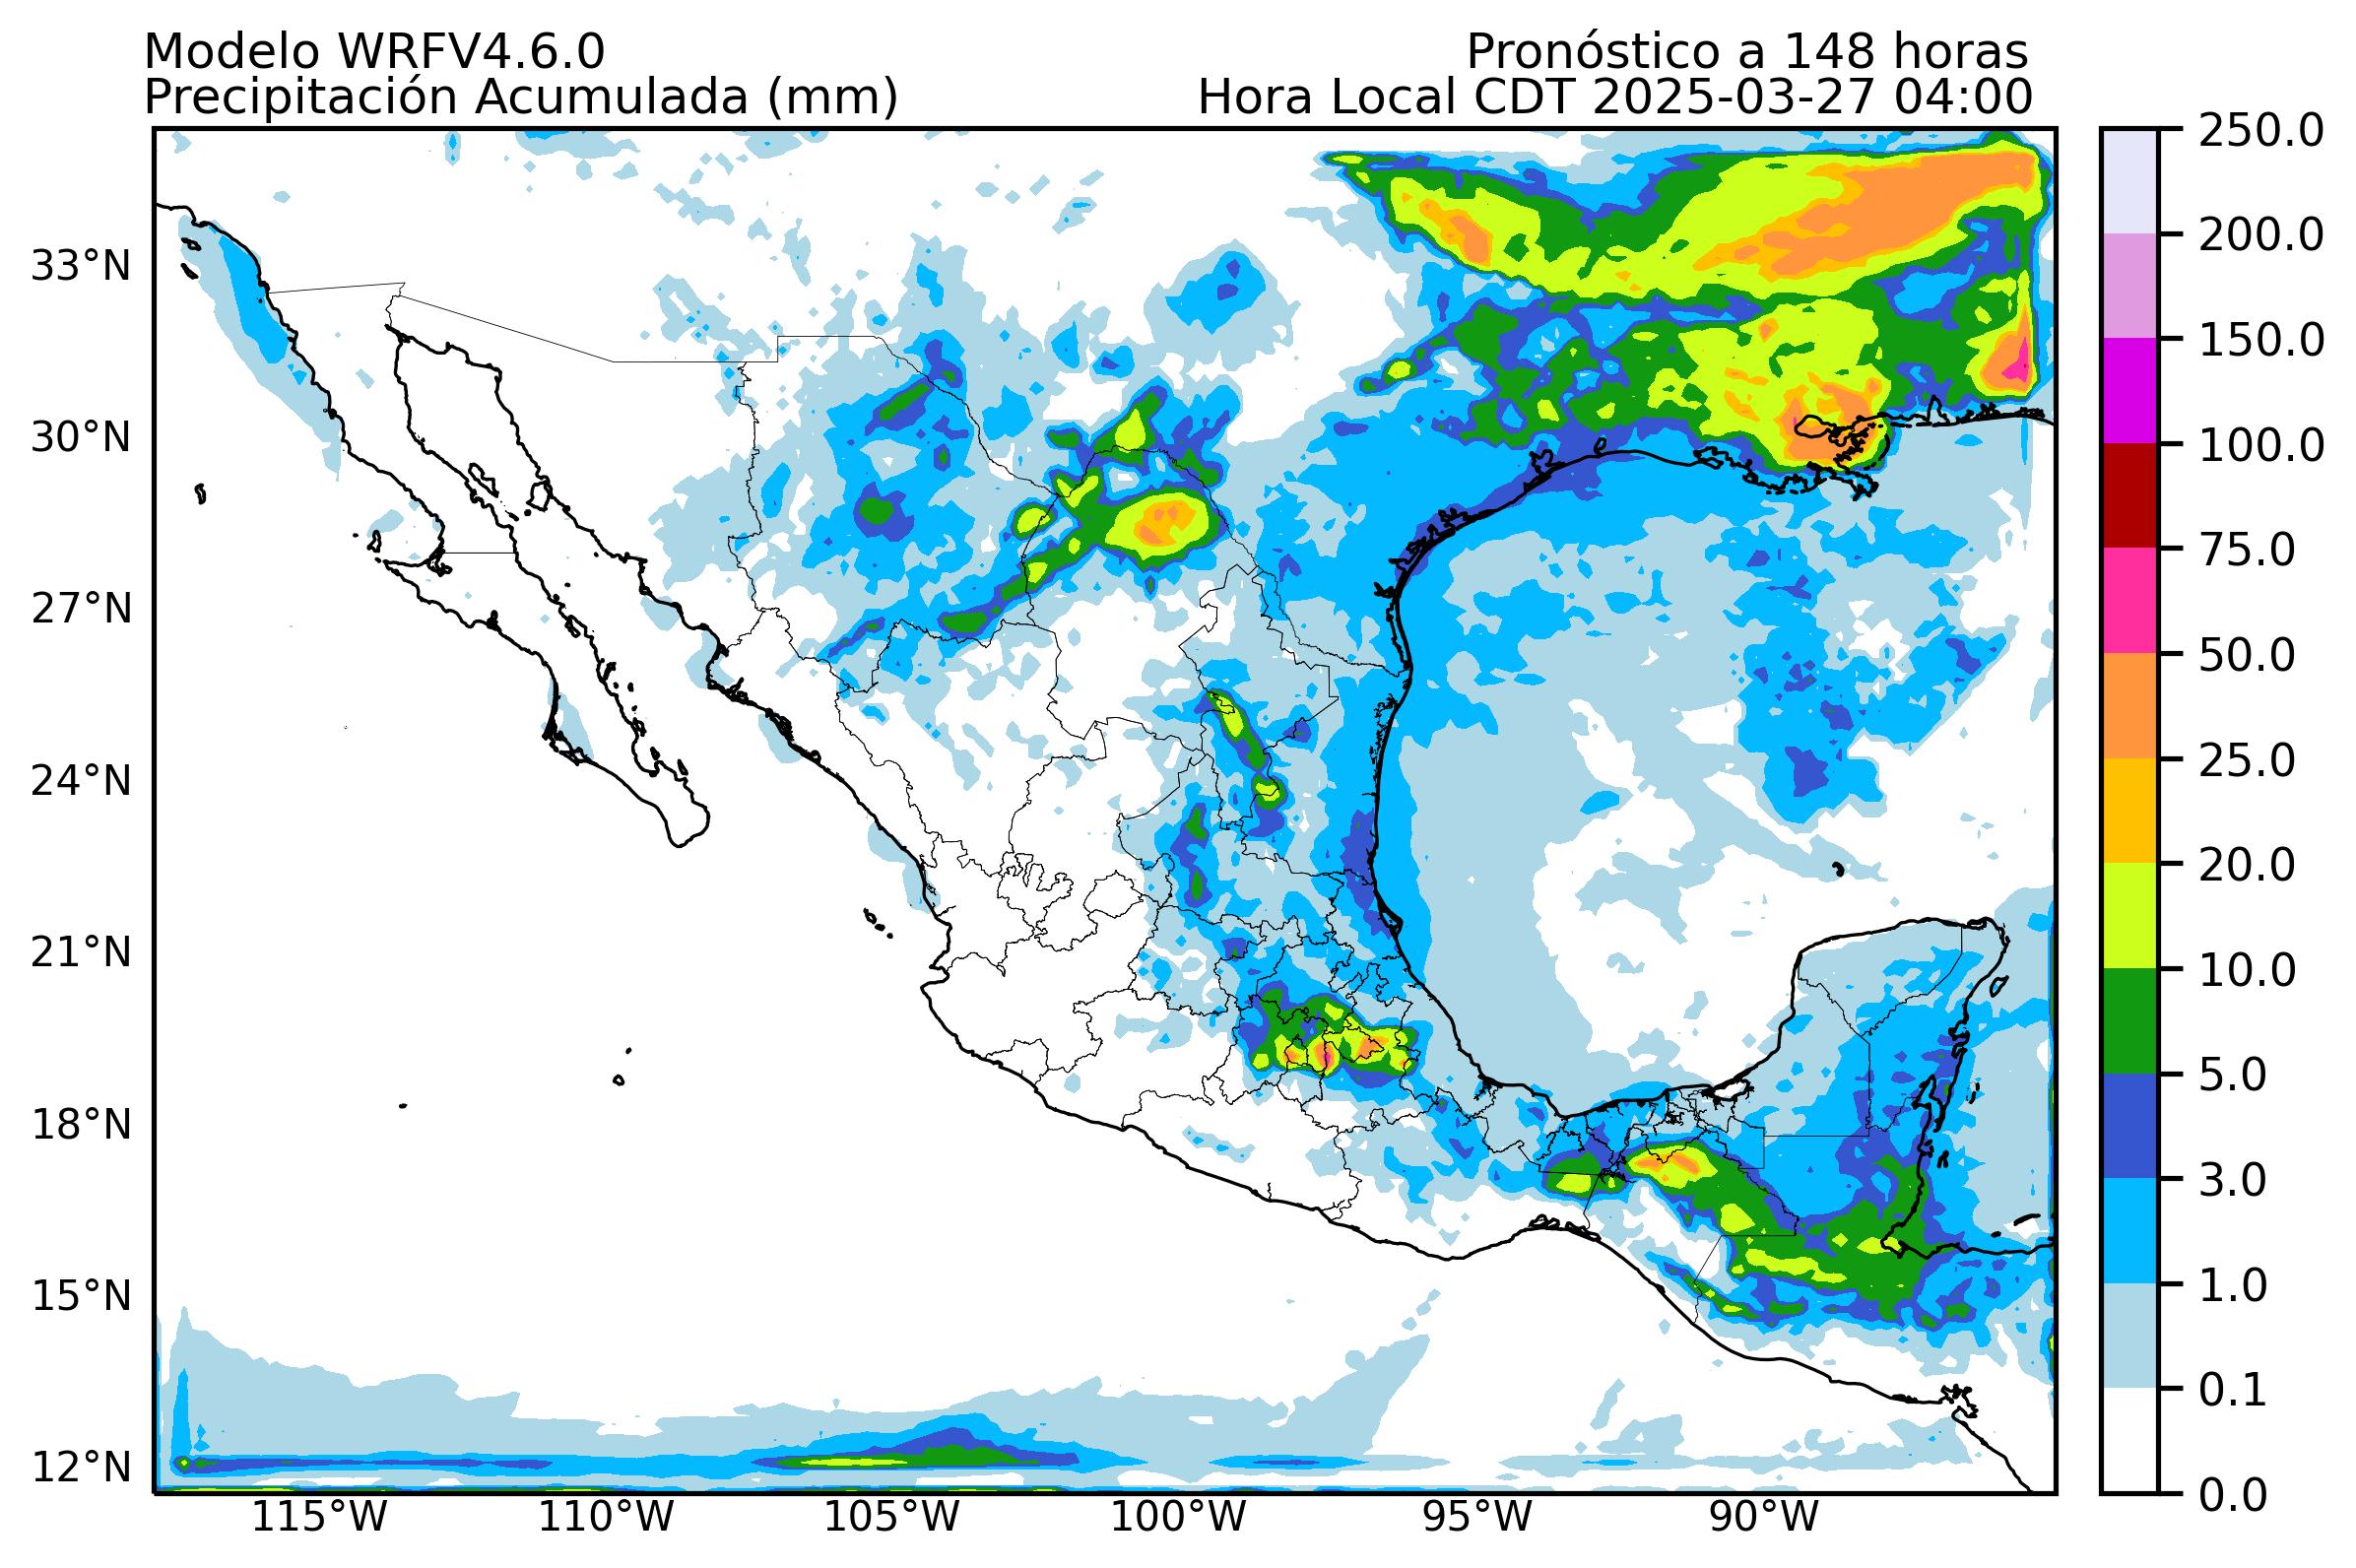 Modelo WRFV4.6.0
Pronóstico a 148 horas
Precipitación Acumulada (mm)
Hora Local CDT 2025-03-27 04:00
33°N
30°N
27°N
24°N
21°N
18°N
15°N
12°N
115°W
110°W
105°W
100°W
95°W
90°W
250.0
200.0
150.0
100.0
75.0
50.0
25.0
20.0
10.0
5.0
3.0
1.0
0.1
0.0